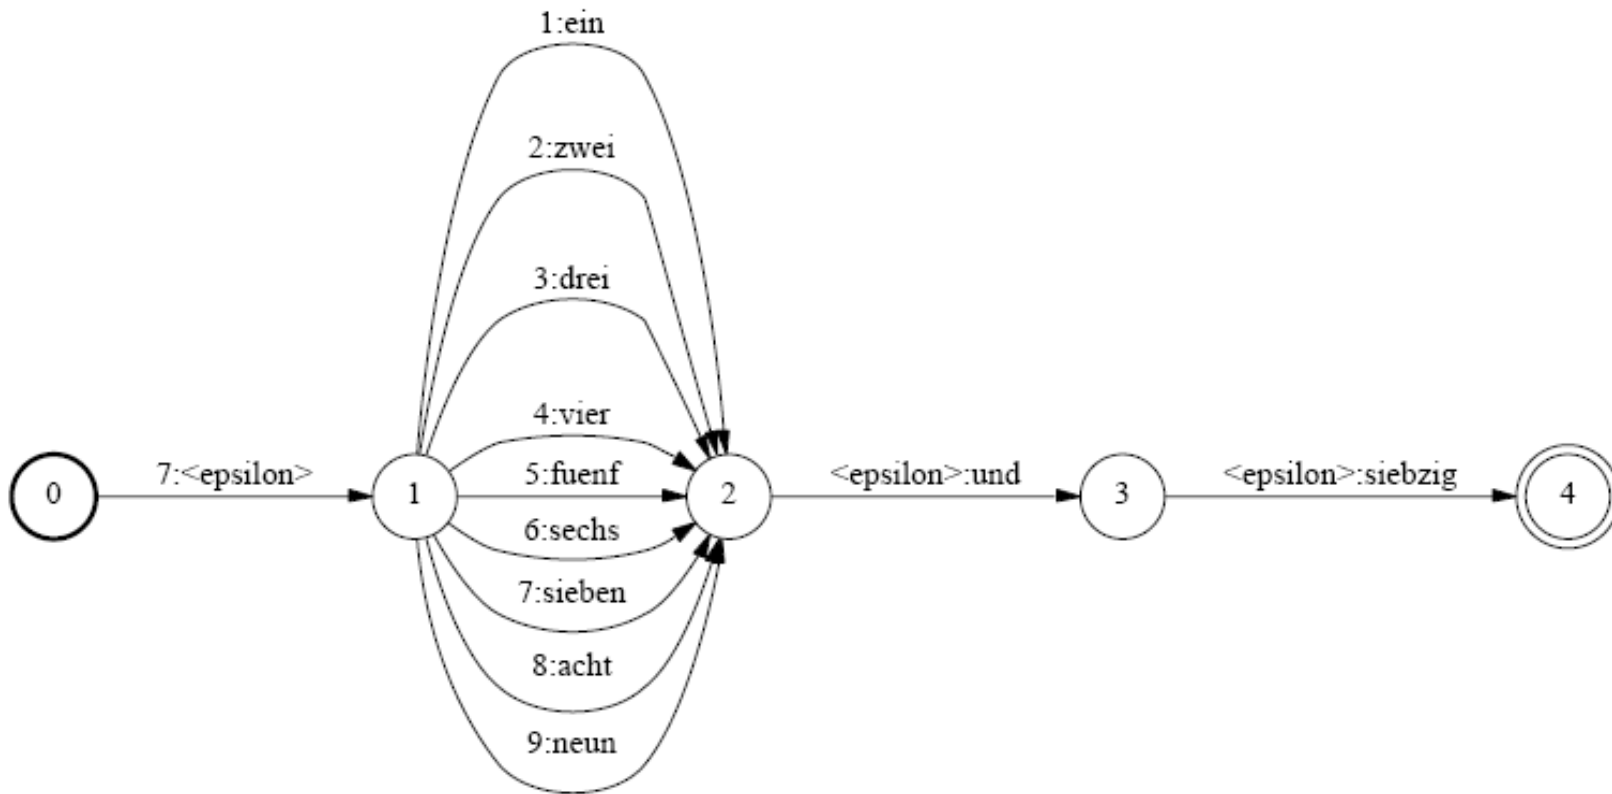 1:ein
2:zwei
3:drei
4:vier
0 7:<epsilon> 1 5:fuenf 2 <epsilon>:und 3 <epsilon>:siebzig 4
6:sechs
7:sieben
8:acht
9:neun